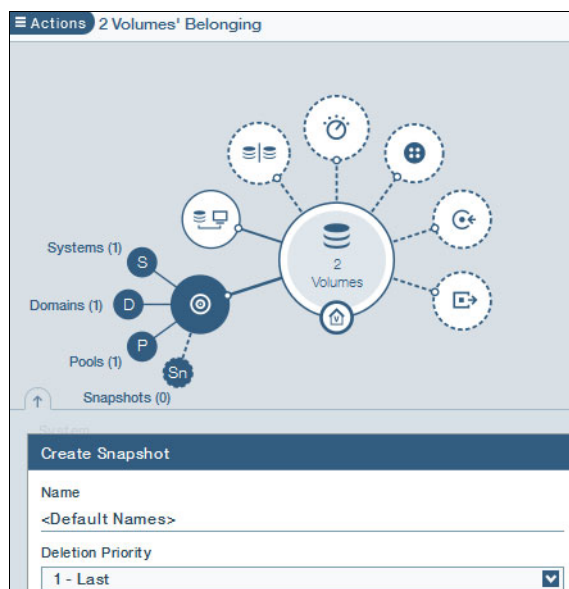 Actions 2 Volumes' Belonging
2
Volumes
Systems (1)
S
Domains (1)
D
P
Pools (1)
Sn
Snapshots (0)
System
Create Snapshot
Name
<Default Names>
Deletion Priority
1 - Last